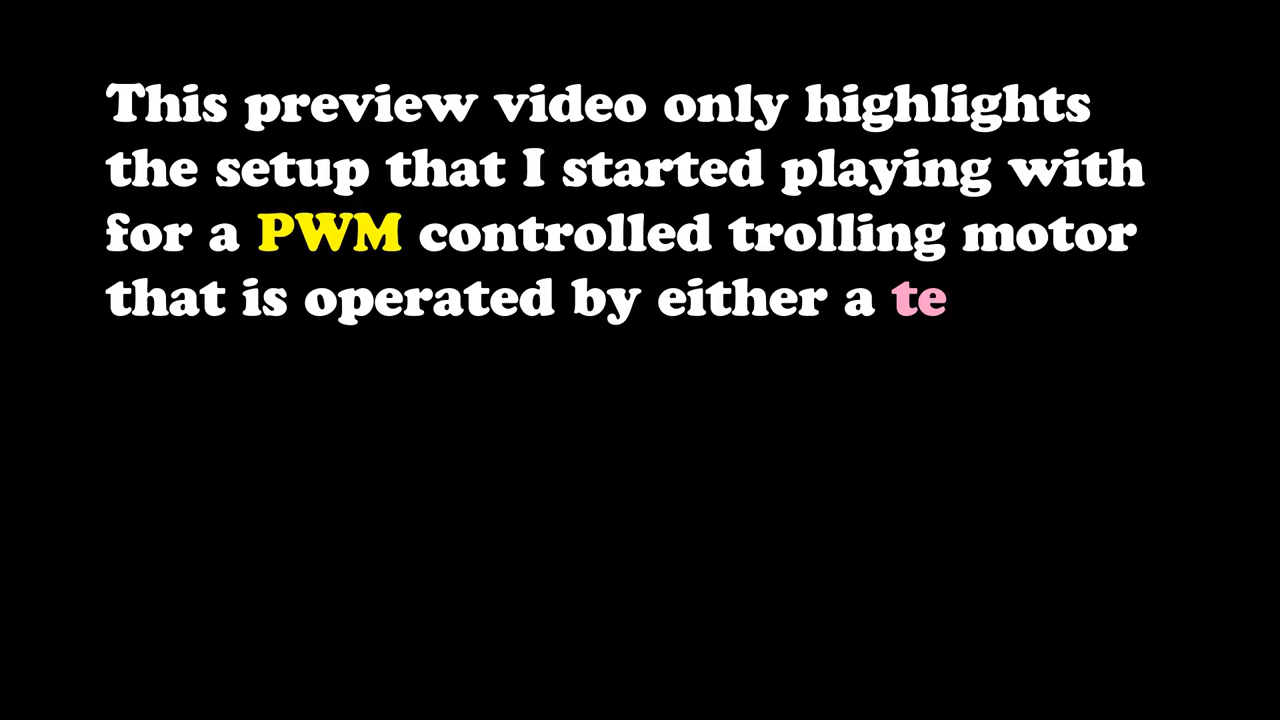 This preview video only highlights
the setup that I started playing with
for a PWM controlled trolling motor
that is operated by either a te